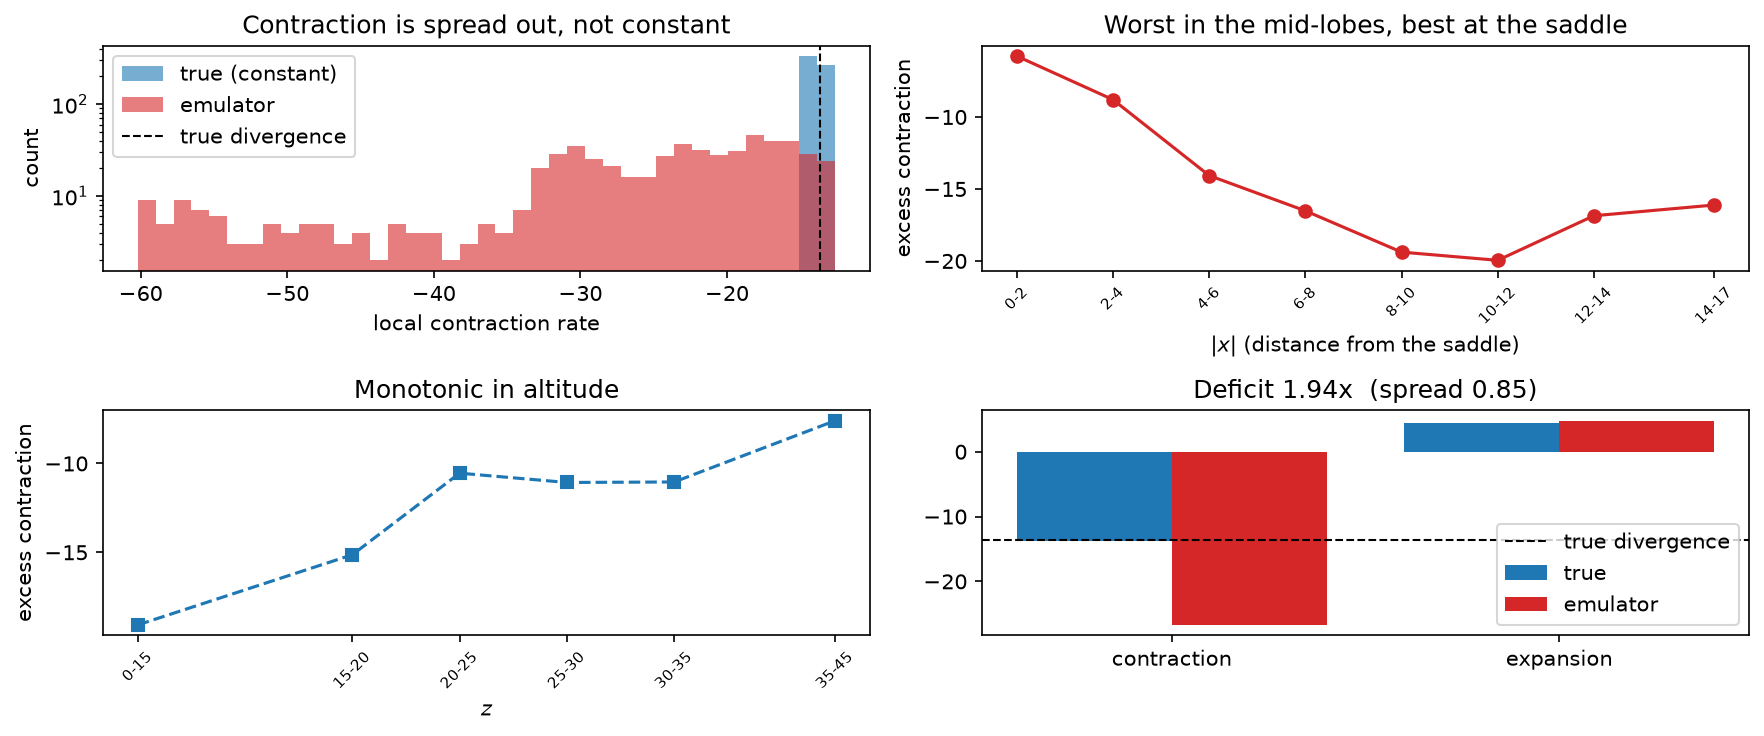 Contraction is spread out, not constant
count
10²
10¹
true (constant)
emulator
true divergence
−60 −50 −40 −30 −20
local contraction rate
Worst in the mid-lobes, best at the saddle
excess contraction
−10
−15
−20
0-2 2-4 4-6 6-8 8-10 10-12 12-14 14-17
|x| (distance from the saddle)
Monotonic in altitude
excess contraction
−10
−15
0-15 15-20 20-25 25-30 30-35 35-45
z
Deficit 1.94x (spread 0.85)
0
−10
−20
true divergence
true
emulator
contraction expansion